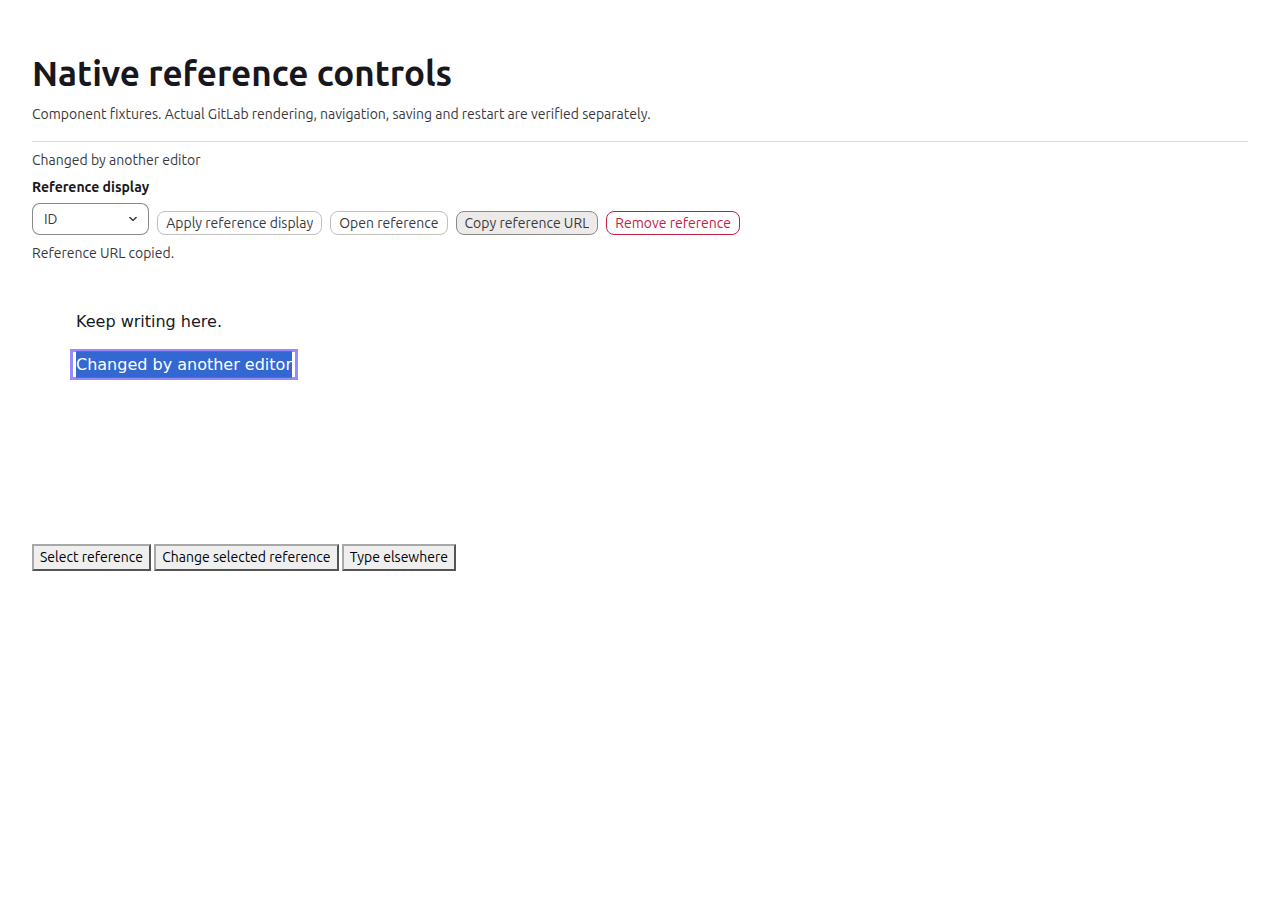 Native reference controls
Component fixtures. Actual GitLab rendering, navigation, saving and restart are verified separately.
Changed by another editor
Reference display
ID Apply reference display Open reference Copy reference URL Remove reference
Reference URL copied.
Keep writing here.
Changed by another editor
Select reference Change selected reference Type elsewhere